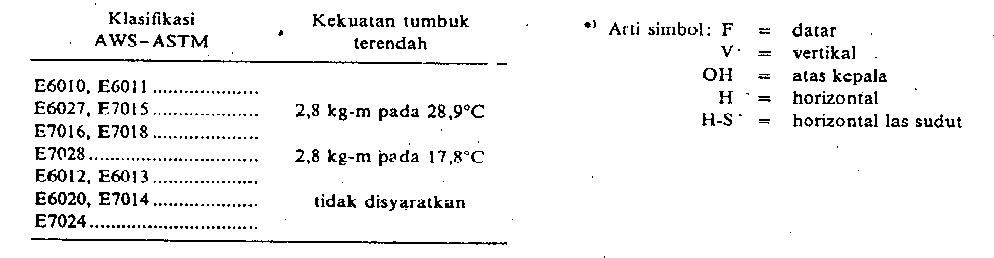 Klasifikasi
AWS-ASTM
Kekuatan tumbuk
terendah
E6010, E6011 ....................
E6027, E7015 .................... 2,8 kg-m pada 28,9°C
E7016, E7018 ....................
E7028 ................................ 2,8 kg-m pada 17,8°C
E6012, E6013 ....................
E6020, E7014 .................... tidak disyaratkan
E7024 ................................
*) Arti simbol: F = datar
V = vertikal
OH = atas kepala
H = horizontal
H-S = horizontal las sudut